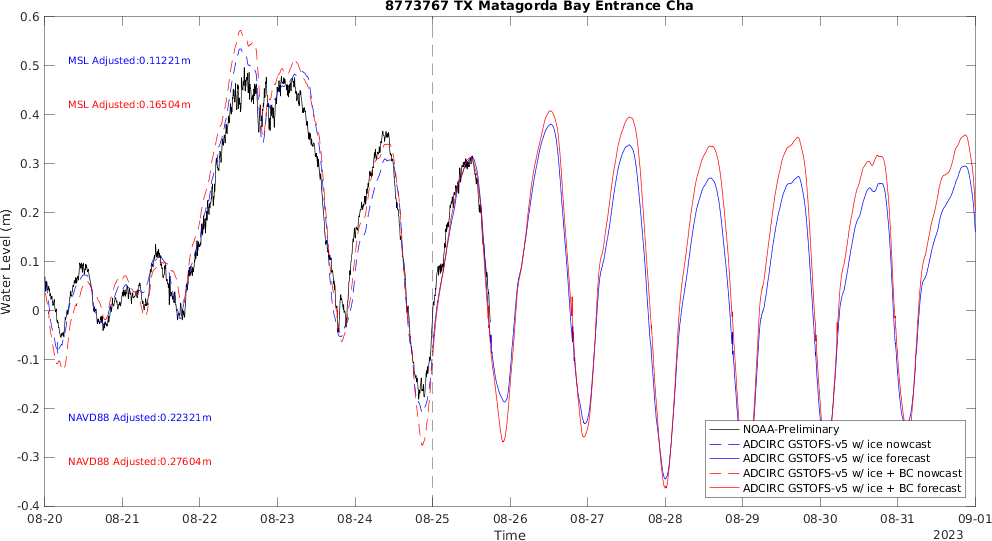 8773767 TX Matagorda Bay Entrance Cha
0.6
0.5
0.4
0.3
0.2
0.1
0
-0.1
-0.2
-0.3
-0.4
Water Level (m)
MSL Adjusted:0.11221m
MSL Adjusted:0.16504m
NAVD88 Adjusted:0.22321m
NAVD88 Adjusted:0.27604m
NOAA-Preliminary
ADCIRC GSTOFS-v5 w/ ice nowcast
ADCIRC GSTOFS-v5 w/ ice forecast
ADCIRC GSTOFS-v5 w/ ice + BC nowcast
ADCIRC GSTOFS-v5 w/ ice + BC forecast
08-20 08-21 08-22 08-23 08-24 08-25 08-26 08-27 08-28 08-29 08-30 08-31 09-01
Time
2023